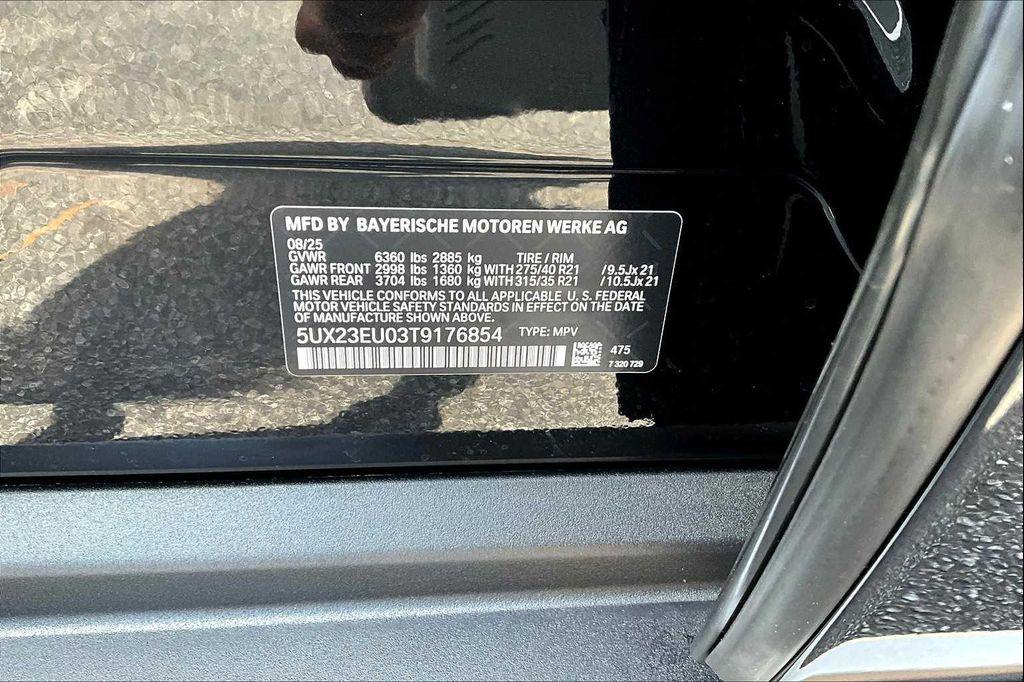 MFD BY BAYERISCHE MOTOREN WERKE AG
08/25
GVWR 6360 lbs 2885 kg TIRE / RIM
GAWR FRONT 2998 lbs 1360 kg WITH 275/40 R21 / 9.5Jx21
GAWR REAR 3704 lbs 1680 kg WITH 315/35 R21 / 10.5Jx21
THIS VEHICLE CONFORMS TO ALL APPLICABLE U. S. FEDERAL
MOTOR VEHICLE SAFETY STANDARDS IN EFFECT ON THE DATE
OF MANUFACTURE SHOWN ABOVE.
5UX23EU03T9176854 TYPE: MPV
475
7 320 729